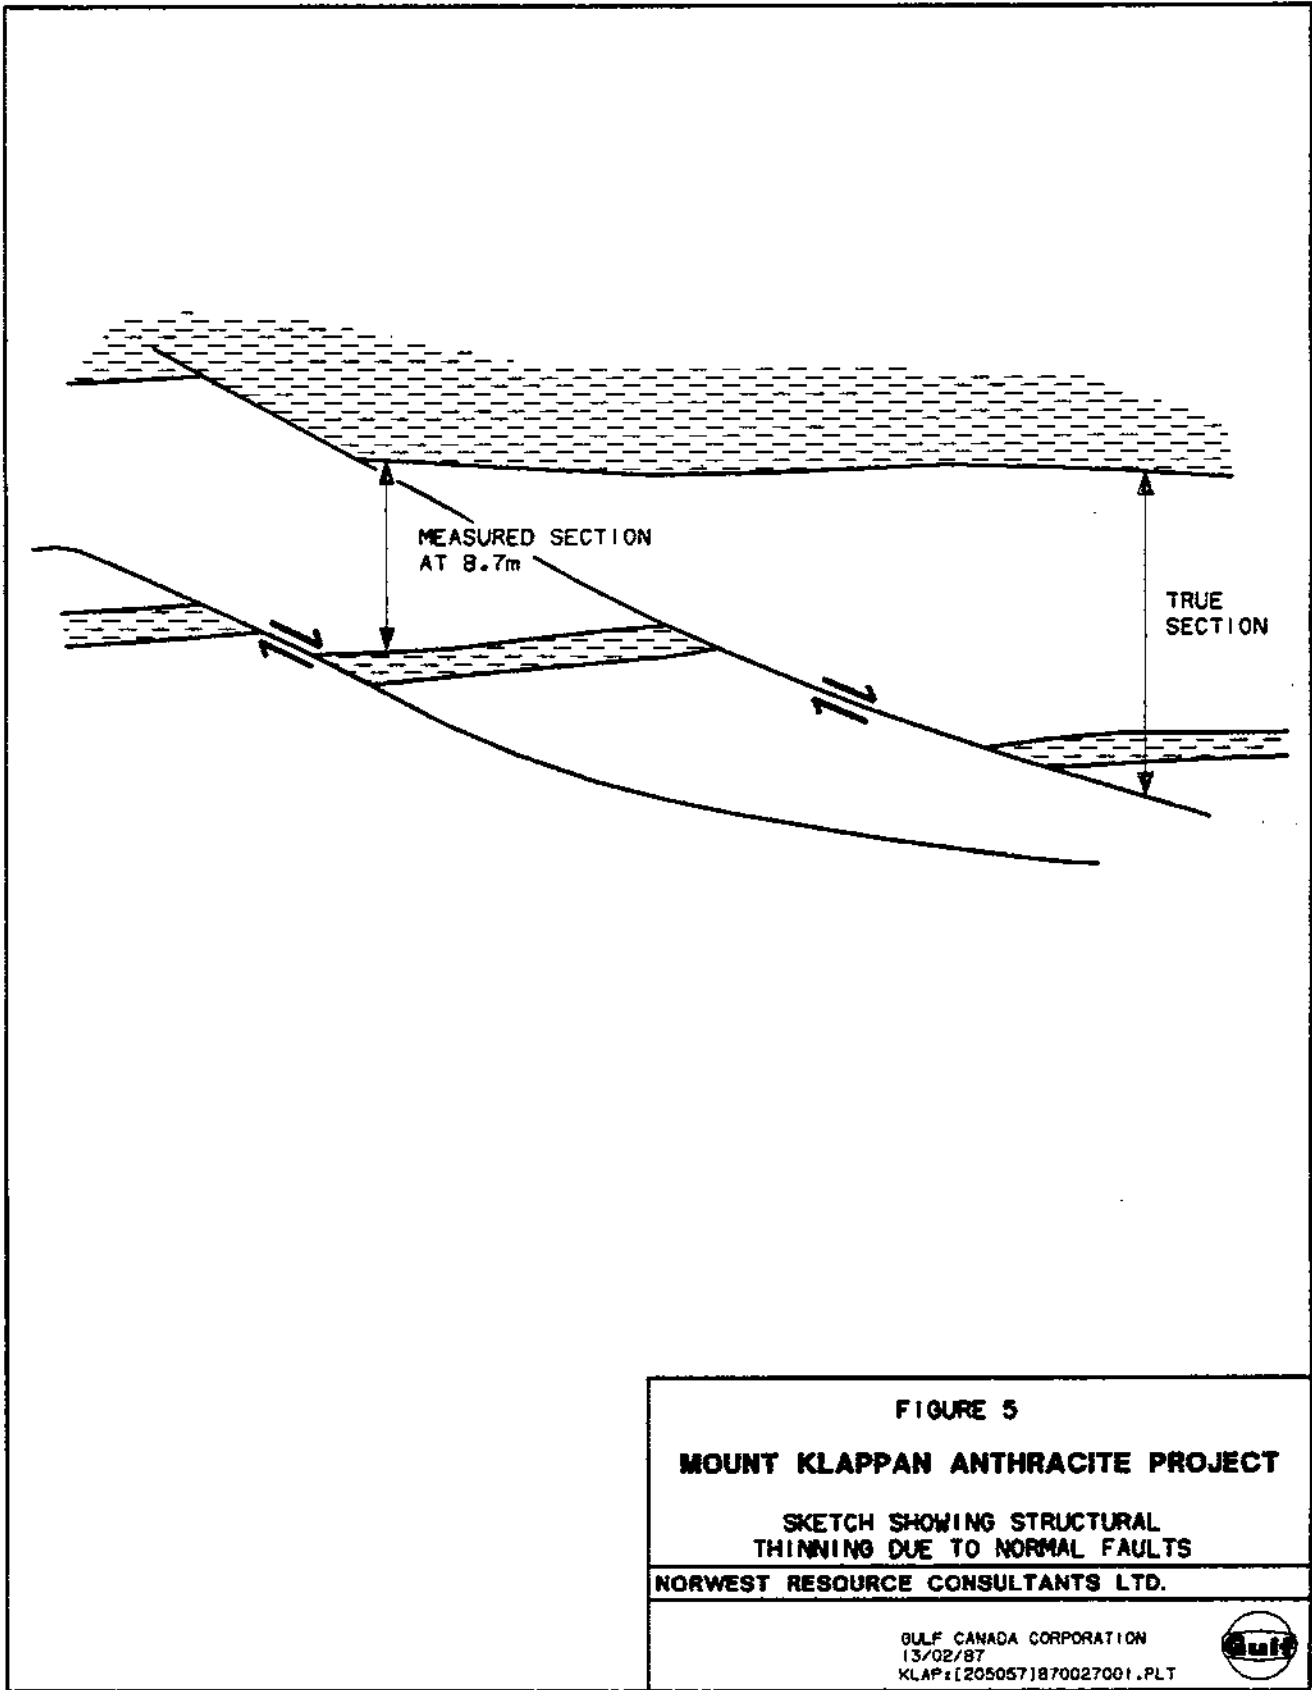 MEASURED SECTION
AT 8.7m
TRUE
SECTION
FIGURE 5
MOUNT KLAPPAN ANTHRACITE PROJECT
SKETCH SHOWING STRUCTURAL
THINNING DUE TO NORMAL FAULTS
NORWEST RESOURCE CONSULTANTS LTD.
GULF CANADA CORPORATION
13/02/87
KLAP:[205057]870027001.PLT
Gulf